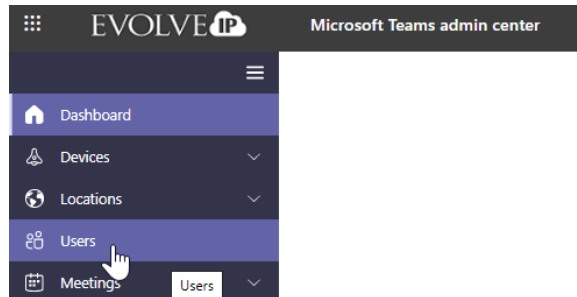 EVOLVE IP Microsoft Teams admin center
Dashboard
Devices
Locations
Users
Meetings
Users